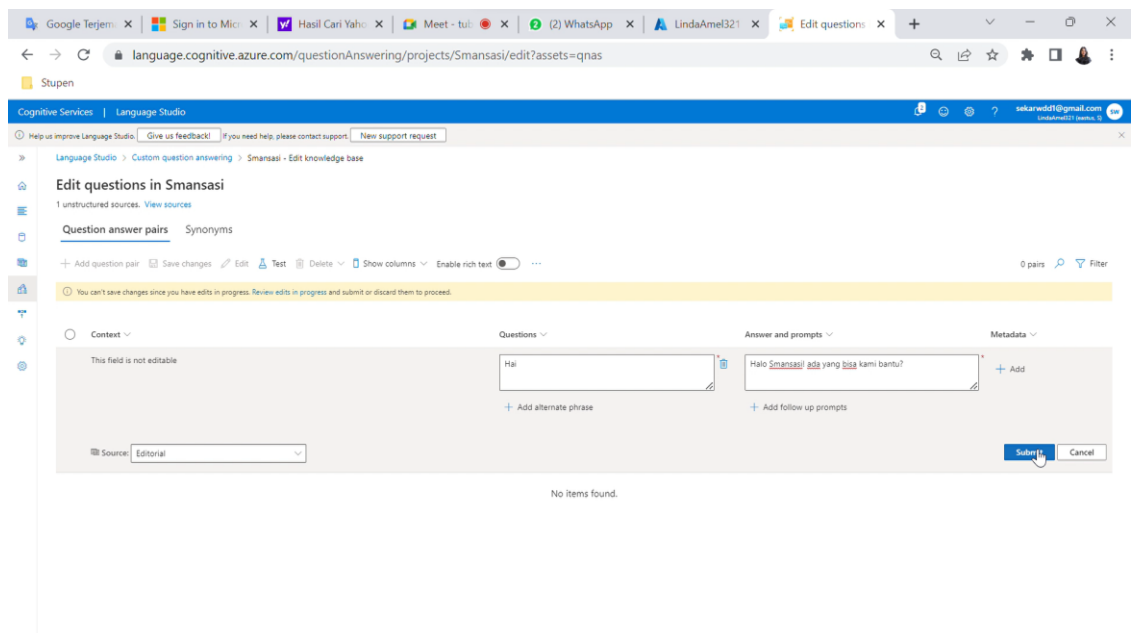 Google Terjem
Sign in to Micr
Hasil Cari Yaho
Meet - tub
(2) WhatsApp
LindaAmel321
Edit questions
language.cognitive.azure.com/questionAnswering/projects/Smansasi/edit?assets=qnas
Stupen
Cognitive Services | Language Studio
2
?
sekarwdd1@gmail.com
LindaAmel321 (eastus, S)
SW
Help us improve Language Studio. Give us feedback! If you need help, please contact support. New support request
Language Studio > Custom question answering > Smansasi - Edit knowledge base
Edit questions in Smansasi
1 unstructured sources. View sources
Question answer pairs Synonyms
+ Add question pair Save changes Edit Test Delete Show columns Enable rich text ...
0 pairs Filter
You can't save changes since you have edits in progress. Review edits in progress and submit or discard them to proceed.
Context Questions Answer and prompts Metadata
This field is not editable
Hai
Halo Smansasi! ada yang bisa kami bantu?
+ Add
+ Add alternate phrase
+ Add follow up prompts
Source: Editorial
Submit Cancel
No items found.